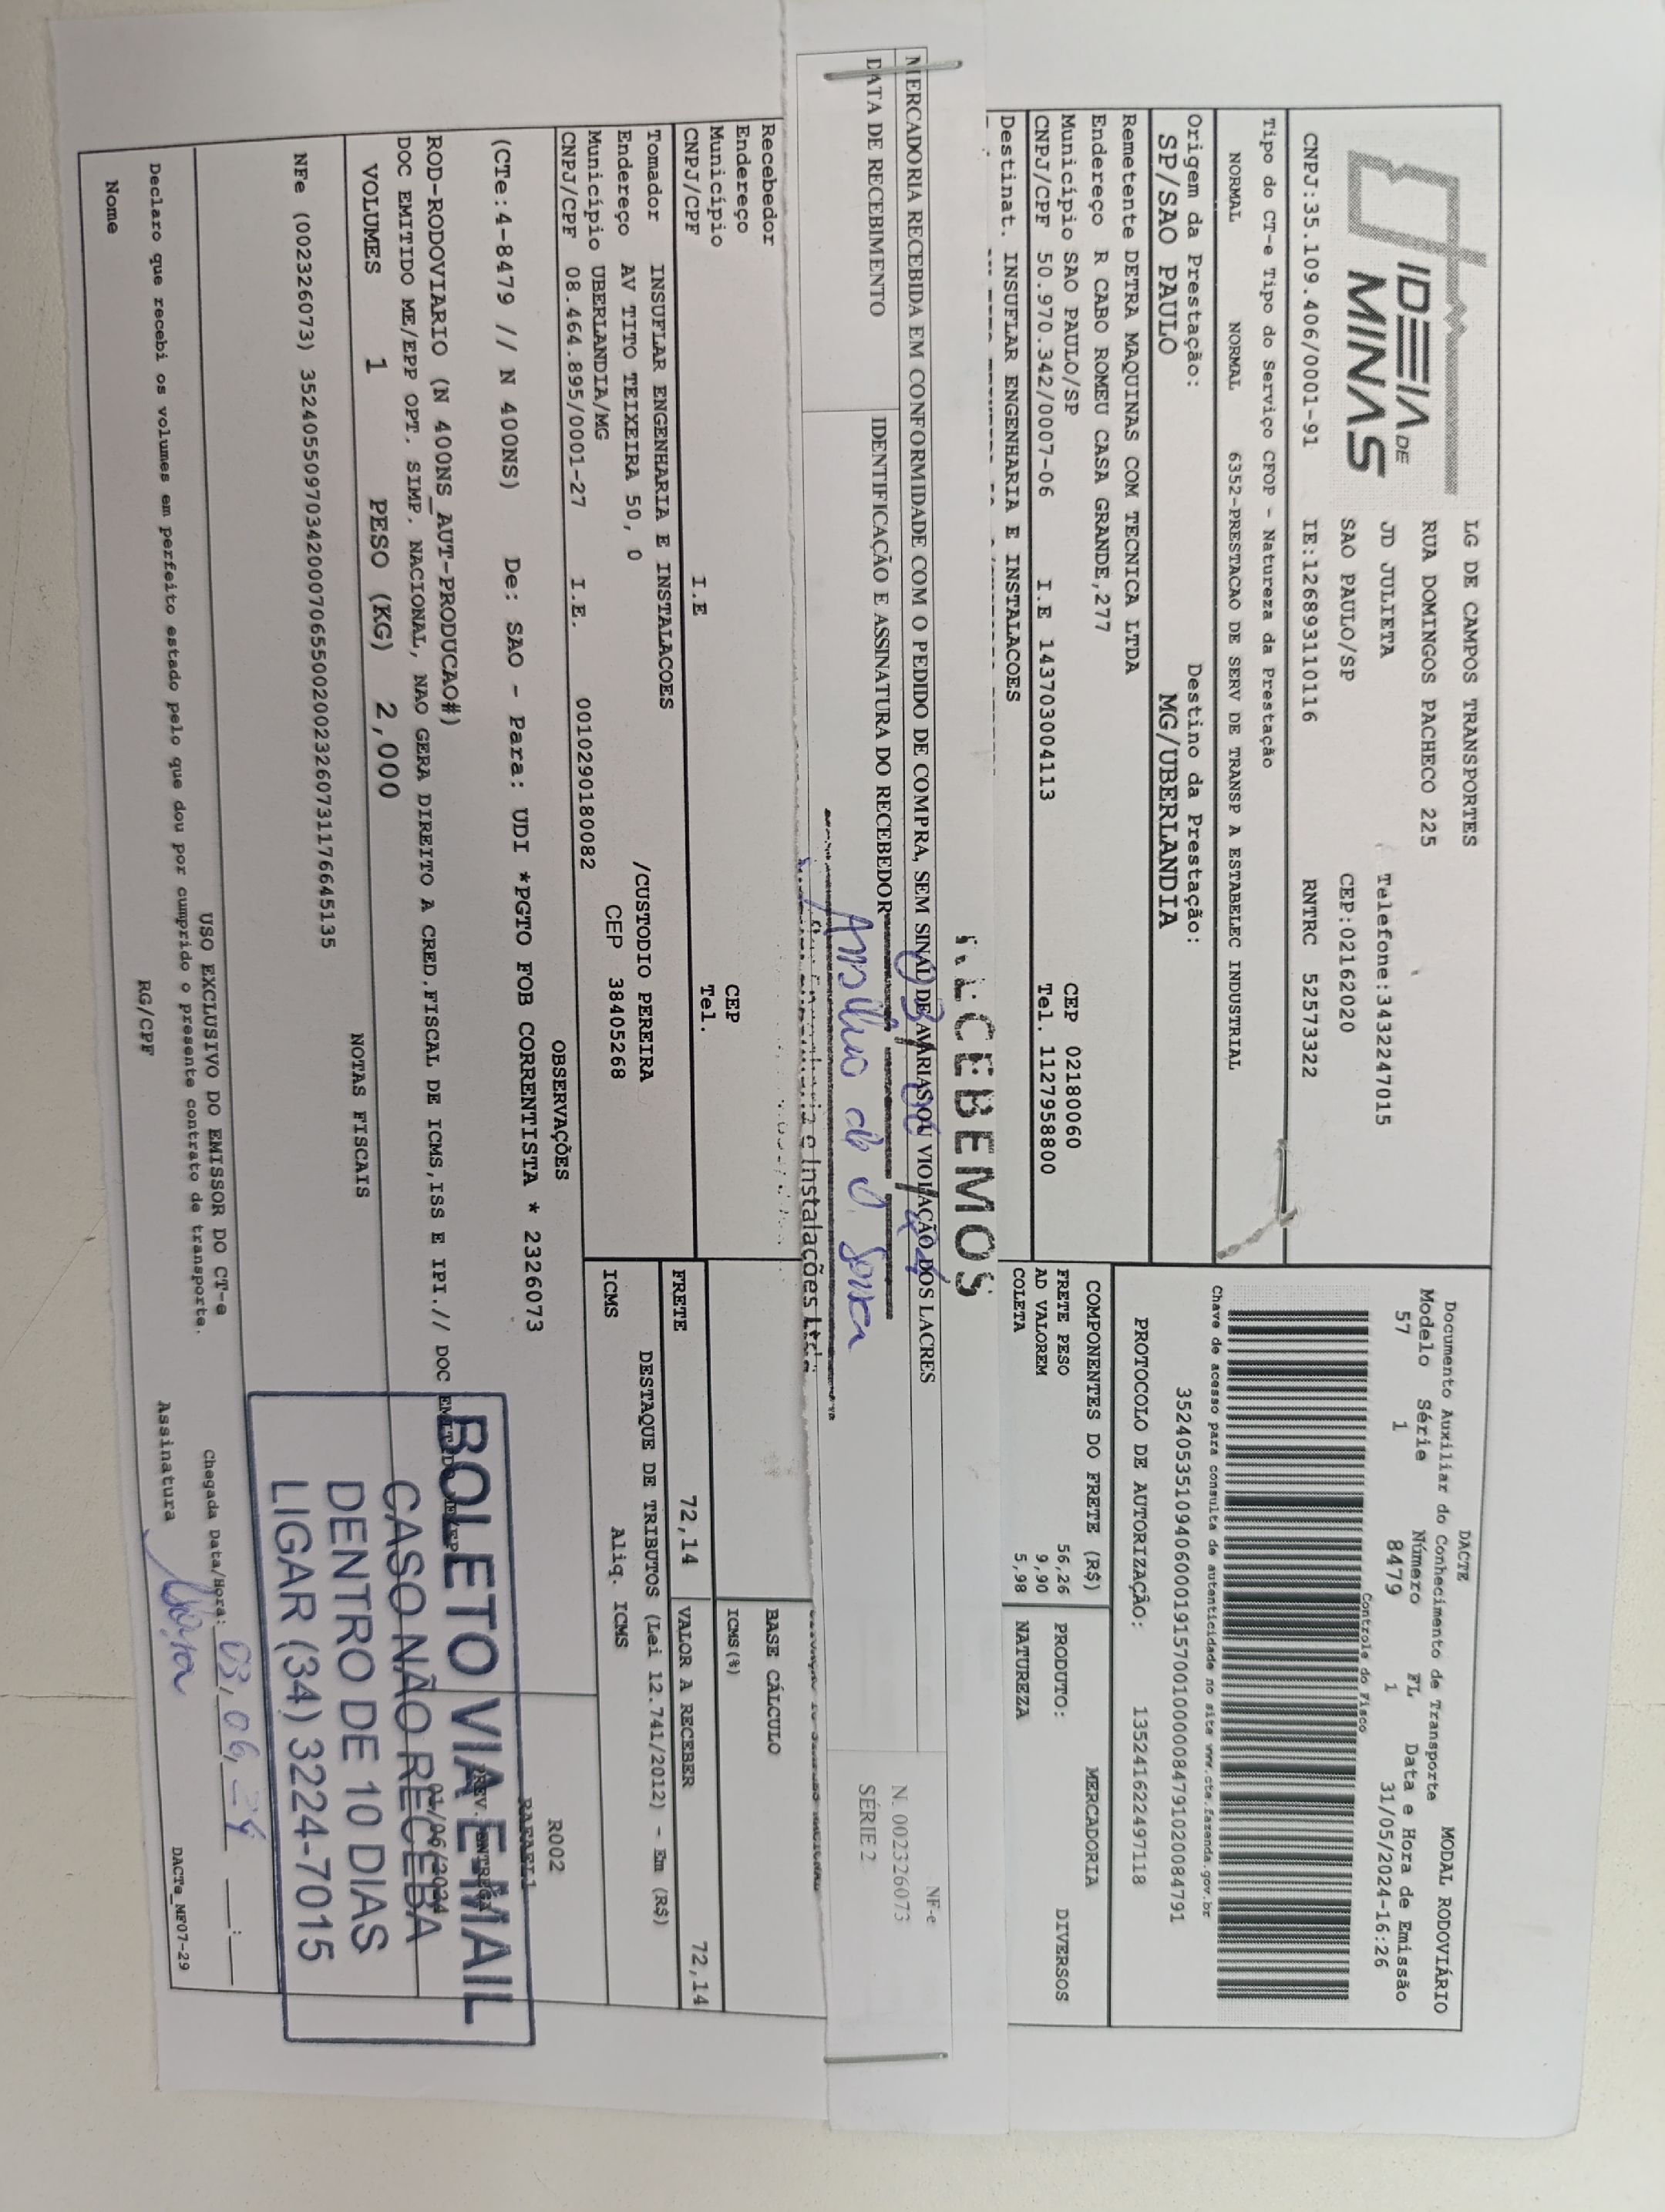 IDEIA DE
MINAS
LG DE CAMPOS TRANSPORTES
RUA DOMINGOS PACHECO 225
JD JULIETA Telefone:3432247015
SAO PAULO/SP CEP:02162020
CNPJ:35.109.406/0001-91 IE:126893110116 RNTRC 52573322
DACTE MODAL RODOVIÁRIO
Documento Auxiliar do Conhecimento de Transporte
Modelo Série Número FL Data e Hora de Emissão
57 1 8479 1 31/05/2024-16:26
Controle do Fisco
Tipo do CT-e Tipo do Serviço CFOP - Natureza da Prestação
NORMAL NORMAL 6352-PRESTACAO DE SERV DE TRANSP A ESTABELEC INDUSTRIAL
Chave de acesso para consulta de autenticidade no site www.cte.fazenda.gov.br
35240535109406000191570010000084791020084791
Origem da Prestação: Destino da Prestação:
SP/SAO PAULO MG/UBERLANDIA
PROTOCOLO DE AUTORIZAÇÃO: 135241622497118
Remetente DETRA MAQUINAS COM TECNICA LTDA
Endereço R CABO ROMEU CASA GRANDE,277
Município SAO PAULO/SP CEP 02180060
CNPJ/CPF 50.970.342/0007-06 I.E 143703004113 Tel. 1127958800
Destinat. INSUFLAR ENGENHARIA E INSTALACOES
COMPONENTES DO FRETE (R$) MERCADORIA
FRETE PESO 56,26 PRODUTO: DIVERSOS
AD VALOREM 9,90
COLETA 5,98 NATUREZA
RECEBEMOS
MERCADORIA RECEBIDA EM CONFORMIDADE COM O PEDIDO DE COMPRA, SEM SINAL DE AVARIAS OU VIOLAÇÃO DOS LACRES
DATA DE RECEBIMENTO IDENTIFICAÇÃO E ASSINATURA DO RECEBEDOR
NF-e
N. 002326073
SÉRIE 2
e Instalações Ltda
Recebedor
Endereço CEP
Município Tel.
CNPJ/CPF I.E
BASE CÁLCULO
ICMS(%)
FRETE 72,14 VALOR A RECEBER 72,14
Tomador INSUFLAR ENGENHARIA E INSTALACOES
Endereço AV TITO TEIXEIRA 50, 0 /CUSTODIO PEREIRA
Município UBERLANDIA/MG CEP 38405268
CNPJ/CPF 08.464.895/0001-27 I.E. 0010290180082
DESTAQUE DE TRIBUTOS (Lei 12.741/2012) - Em (R$)
ICMS Aliq. ICMS
OBSERVAÇÕES R002
(CTe:4-8479 // N 400NS) De: SAO - Para: UDI *PGTO FOB CORRENTISTA * 2326073
RAFAEL1
PREV. ENTREGA
ROD-RODOVIARIO (N 400NS_AUT-PRODUCAO#)
DOC EMITIDO ME/EPP OPT. SIMP. NACIONAL, NAO GERA DIREITO A CRED.FISCAL DE ICMS,ISS E IPI.// DOC EMITIDO ME/EPP
VOLUMES 1 PESO (KG) 2,000
NOTAS FISCAIS
NFe (002326073) 35240550970342000706550020023260731176645135
BOLETO VIA E-MAIL
CASO NÃO RECEBA
DENTRO DE 10 DIAS
LIGAR (34) 3224-7015
USO EXCLUSIVO DO EMISSOR DO CT-e
Declaro que recebi os volumes em perfeito estado pelo que dou por cumprido o presente contrato de transporte.
Chegada Data/Hora: 03,06,24 __:__
Nome RG/CPF Assinatura
DACTe_MF07-29